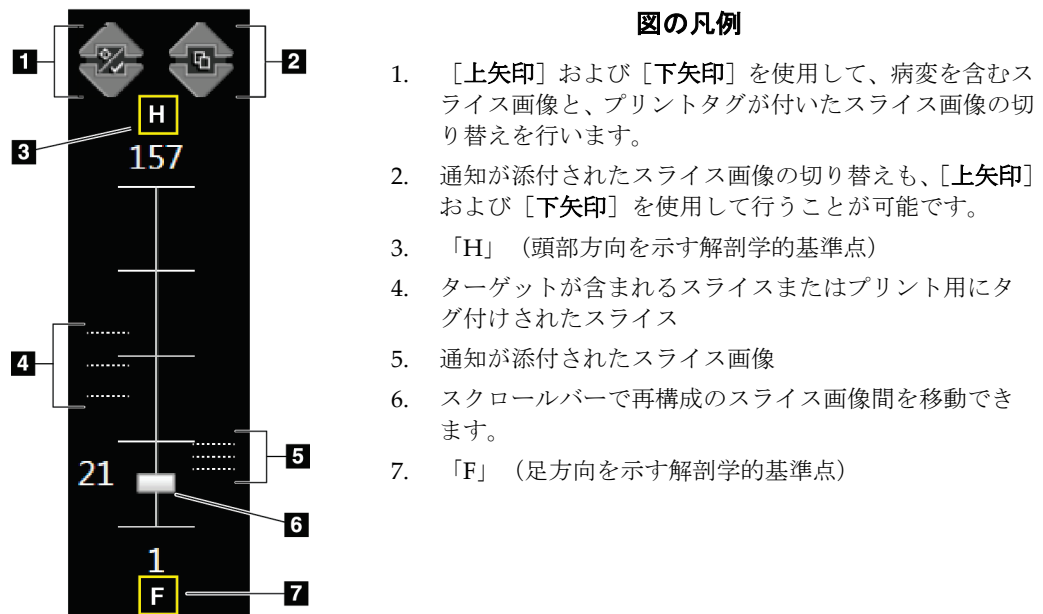 1
2
H
3
157
4
5
21
6
1
F
7
図の凡例
1. ［上矢印］および［下矢印］を使用して、病変を含むス
ライス画像と、プリントタグが付いたスライス画像の切
り替えを行います。
2. 通知が添付されたスライス画像の切り替えも、［上矢印］
および［下矢印］を使用して行うことが可能です。
3. 「H」（頭部方向を示す解剖学的基準点）
4. ターゲットが含まれるスライスまたはプリント用にタ
グ付けされたスライス
5. 通知が添付されたスライス画像
6. スクロールバーで再構成のスライス画像間を移動でき
ます。
7. 「F」（足方向を示す解剖学的基準点）